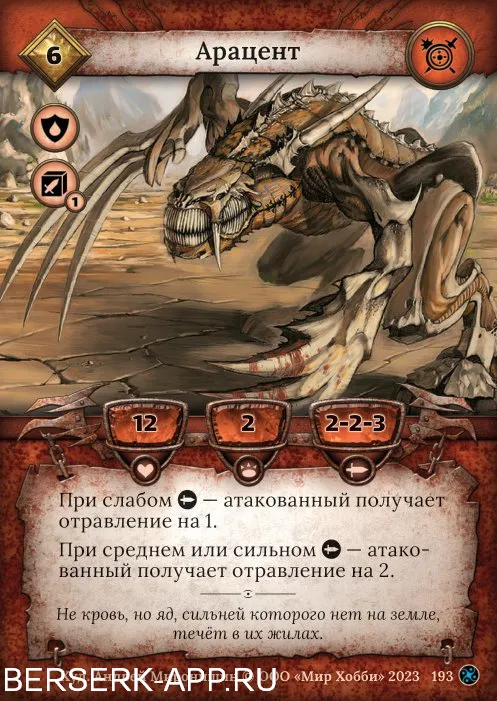 6
Арацент
1
12
2
2-2-3
При слабом — атакованный получает
отравление на 1.
При среднем или сильном — атако-
ванный получает отравление на 2.
Не кровь, но яд, сильней которого нет на земле,
течёт в их жилах.
ООО «Мир Хобби» 2023 193
BERSERK-APP.RU